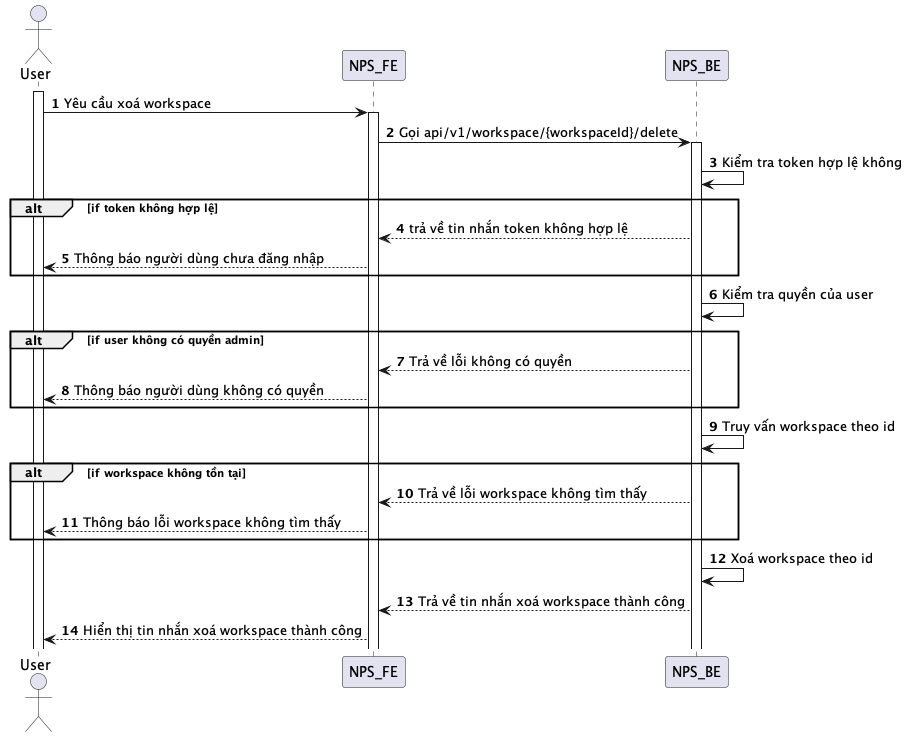 User
NPS_FE
NPS_BE
1 Yêu cầu xoá workspace
2 Gọi api/v1/workspace/{workspaceId}/delete
3 Kiểm tra token hợp lệ không
alt [if token không hợp lệ]
4 trả về tin nhắn token không hợp lệ
5 Thông báo người dùng chưa đăng nhập
6 Kiểm tra quyền của user
alt [if user không có quyền admin]
7 Trả về lỗi không có quyền
8 Thông báo người dùng không có quyền
9 Truy vấn workspace theo id
alt [if workspace không tồn tại]
10 Trả về lỗi workspace không tìm thấy
11 Thông báo lỗi workspace không tìm thấy
12 Xoá workspace theo id
13 Trả về tin nhắn xoá workspace thành công
14 Hiển thị tin nhắn xoá workspace thành công
User
NPS_FE
NPS_BE